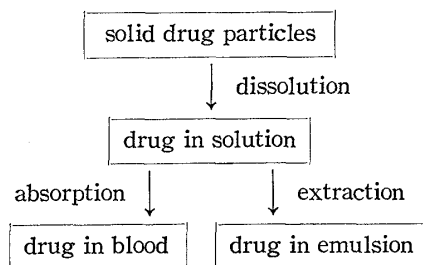 solid drug particles
dissolution
drug in solution
absorption
extraction
drug in blood
drug in emulsion